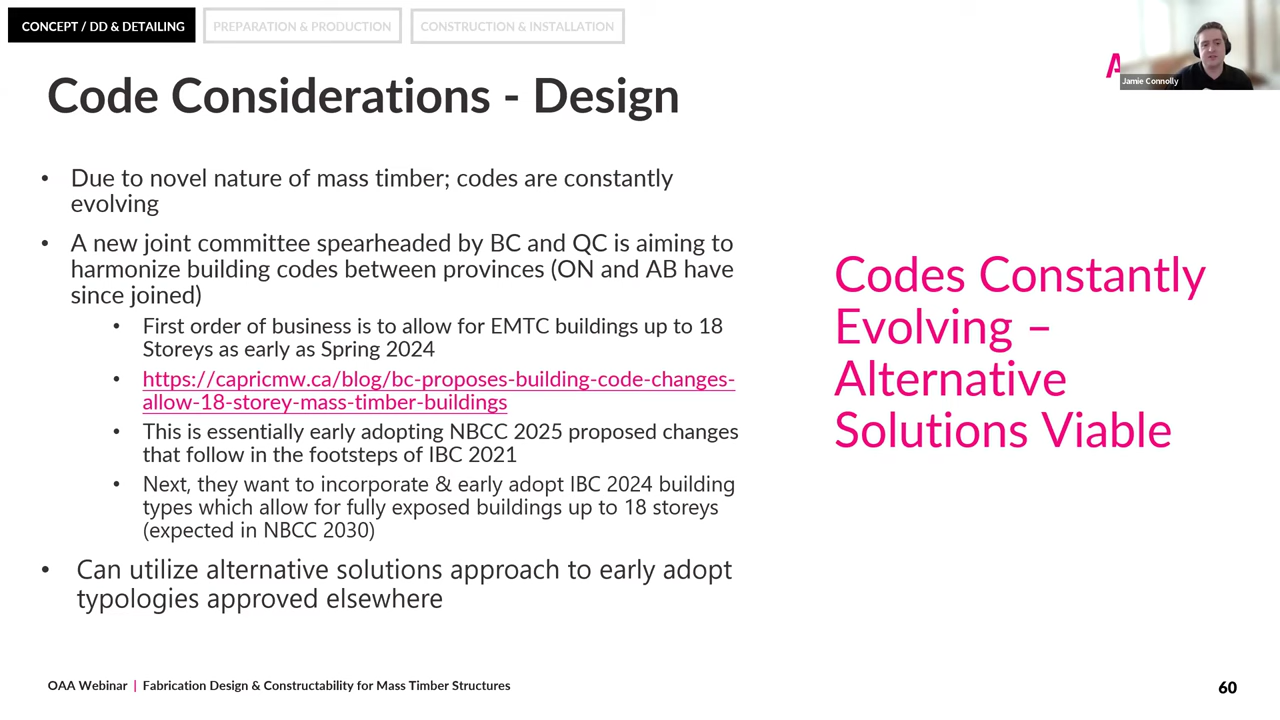 CONCEPT / DD & DETAILING
PREPARATION & PRODUCTION
CONSTRUCTION & INSTALLATION
A
Jamie Connolly
Code Considerations - Design
• Due to novel nature of mass timber; codes are constantly
evolving
• A new joint committee spearheaded by BC and QC is aiming to
harmonize building codes between provinces (ON and AB have
since joined)
• First order of business is to allow for EMTC buildings up to 18
Storeys as early as Spring 2024
• https://capricmw.ca/blog/bc-proposes-building-code-changes-
allow-18-storey-mass-timber-buildings
• This is essentially early adopting NBCC 2025 proposed changes
that follow in the footsteps of IBC 2021
• Next, they want to incorporate & early adopt IBC 2024 building
types which allow for fully exposed buildings up to 18 storeys
(expected in NBCC 2030)
• Can utilize alternative solutions approach to early adopt
typologies approved elsewhere
Codes Constantly
Evolving –
Alternative
Solutions Viable
OAA Webinar | Fabrication Design & Constructability for Mass Timber Structures
60